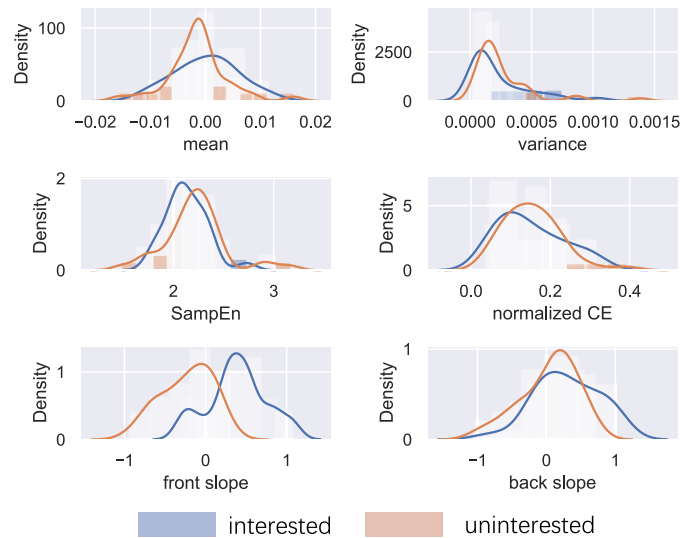 Density
100
0
−0.02
−0.01
0.00
0.01
0.02
mean
Density
2500
0
0.0000
0.0005
0.0010
0.0015
variance
Density
2
0
2
3
SampEn
Density
5
0
0.0
0.2
0.4
normalized CE
Density
1
0
−1
0
1
front slope
Density
1
0
−1
0
1
back slope
interested
uninterested